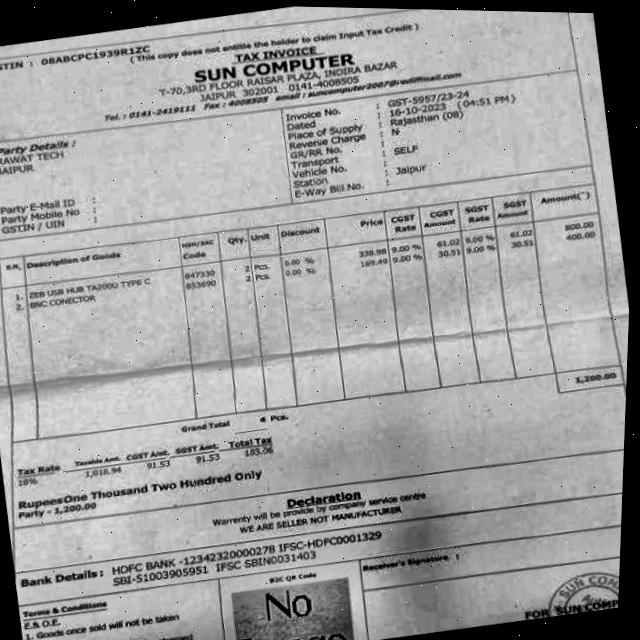 STIN : 08ABCPC1939R1ZC
( This copy does not entitle the holder to claim Input Tax Credit )
TAX INVOICE
SUN COMPUTER
T-70,3RD FLOOR RAISAR PLAZA, INDIRA BAZAR
JAIPUR 302001 0141-4008505
Tel. : 0141-2419111 Fax : 4008505 email : suncomputer2007@rediffmail.com
Party Details :
RAWAT TECH
JAIPUR
Party E-Mail ID :
Party Mobile No :
GSTIN / UIN :
Invoice No. : GST-5957/23-24
Dated : 16-10-2023 ( 04:51 PM )
Place of Supply : Rajasthan (08)
Reverse Charge : N
GR/RR No. :
Transport : SELF
Vehicle No. :
Station : Jaipur
E-Way Bill No. :
S.N. Description of Goods HSN/SAC Code Qty. Unit Discount Price CGST Rate CGST Amount SGST Rate SGST Amount Amount(`)
1. ZEB USB HUB TA200U TYPE C 847330 2 Pcs. 0.00 % 338.98 9.00 % 61.02 9.00 % 61.02 800.00
2. BNC CONECTOR 853690 2 Pcs. 0.00 % 169.49 9.00 % 30.51 9.00 % 30.51 400.00
1,200.00
Grand Total 4 Pcs.
Tax Rate Taxable Amt. CGST Amt. SGST Amt. Total Tax
18% 1,016.94 91.53 91.53 183.06
RupeesOne Thousand Two Hundred Only
Party - 1,200.00
Declaration
Warrenty will be provide by company service centre
WE ARE SELLER NOT MANUFACTURER
Bank Details : HDFC BANK -12342320000278 IFSC-HDFC0001329
SBI-51003905951 IFSC SBIN0031403
Terms & Conditions
E.& O.E.
1. Goods once sold will not be taken
B2C QR Code
No
Receiver's Signature :
SUN COM
FOR SUN COMP